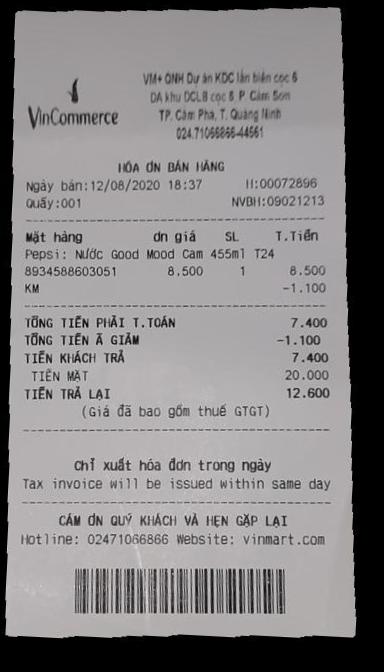 VinCommerce
VM+ QNH Dự án KDC lấn biển cọc 6
DA khu DCLB cọc 6, P. Cẩm Sơn
TP. Cẩm Phả, T. Quảng Ninh
024.71066866-44561
HÓA ĐN BÁN HÀNG
Ngày bán:12/08/2020 18:37 H:00072896
Quầy:001 NVBH:09021213
Mặt hàng đn giá SL T.Tiền
Pepsi: Nước Good Mood Cam 455ml T24
8934588603051 8.500 1 8.500
KM -1.100
TỔNG TIỀN PHẢI T.TOÁN 7.400
TỔNG TIỀN Ã GIẢM -1.100
TIỀN KHÁCH TRẢ 7.400
TIỀN MẶT 20.000
TIỀN TRẢ LẠI 12.600
(Giá đã bao gồm thuế GTGT)
Chỉ xuất hóa đơn trong ngày
Tax invoice will be issued within same day
CẢM ƠN QUÝ KHÁCH VÀ HẸN GẶP LẠI
Hotline: 02471066866 Website: vinmart.com